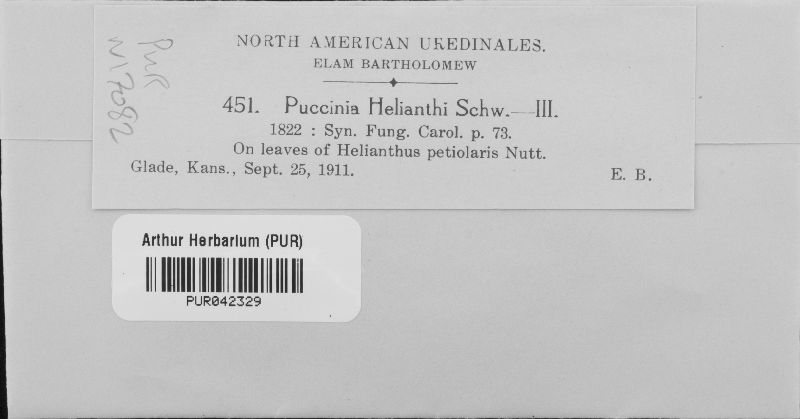 NORTH AMERICAN UREDINALES.
ELAM BARTHOLOMEW
451. Puccinia Helianthi Schw.—III.
1822 : Syn. Fung. Carol. p. 73.
On leaves of Helianthus petiolaris Nutt.
Glade, Kans., Sept. 25, 1911. E. B.
PUR
N17082
Arthur Herbarium (PUR)
PUR042329